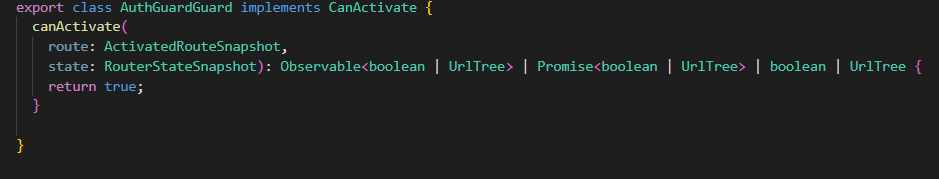 export class AuthGuardGuard implements CanActivate {
  canActivate(
    route: ActivatedRouteSnapshot,
    state: RouterStateSnapshot): Observable<boolean | UrlTree> | Promise<boolean | UrlTree> | boolean | UrlTree {
    return true;
  }
}